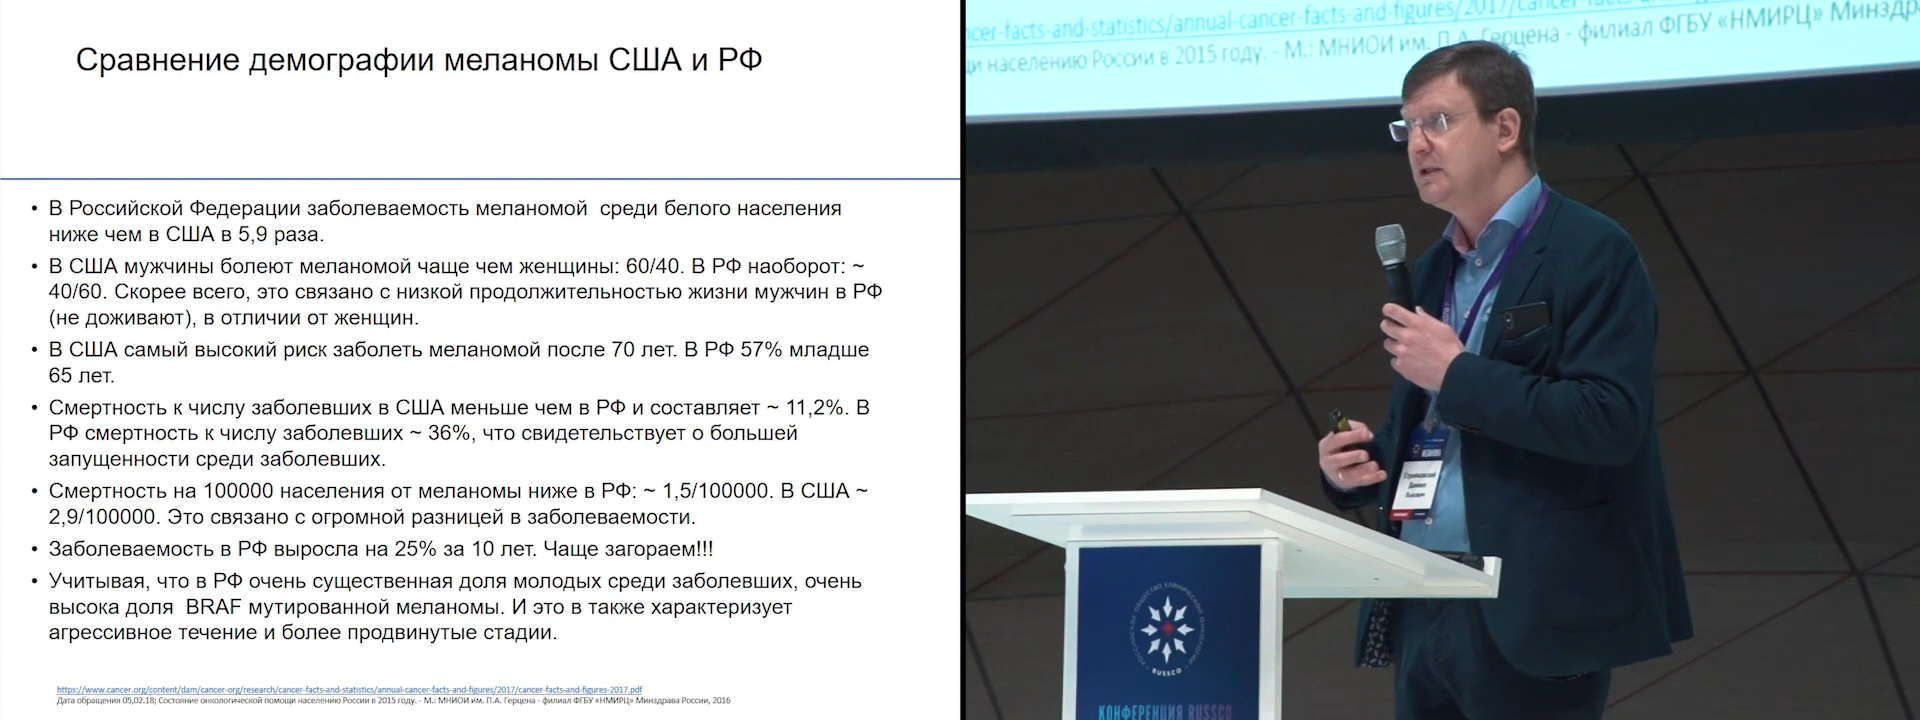 Сравнение демографии меланомы США и РФ
• В Российской Федерации заболеваемость меланомой  среди белого населения
ниже чем в США в 5,9 раза.
• В США мужчины болеют меланомой чаще чем женщины: 60/40. В РФ наоборот: ~
40/60. Скорее всего, это связано с низкой продолжительностью жизни мужчин в РФ
(не доживают), в отличии от женщин.
• В США самый высокий риск заболеть меланомой после 70 лет. В РФ 57% младше
65 лет.
• Смертность к числу заболевших в США меньше чем в РФ и составляет ~ 11,2%. В
РФ смертность к числу заболевших ~ 36%, что свидетельствует о большей
запущенности среди заболевших.
• Смертность на 100000 населения от меланомы ниже в РФ: ~ 1,5/100000. В США ~
2,9/100000. Это связано с огромной разницей в заболеваемости.
• Заболеваемость в РФ выросла на 25% за 10 лет. Чаще загораем!!!
• Учитывая, что в РФ очень существенная доля молодых среди заболевших, очень
высока доля  BRAF мутированной меланомы. И это в также характеризует
агрессивное течение и более продвинутые стадии.
https://www.cancer.org/content/dam/cancer-org/research/cancer-facts-and-statistics/annual-cancer-facts-and-figures/2017/cancer-facts-and-figures-2017.pdf
Дата обращения 05,02.18; Состояние онкологической помощи населению России в 2015 году. - М.: МНИОИ им. П.А. Герцена - филиал ФГБУ «НМИРЦ» Минздрава России, 2016
cer-facts-and-statistics/annual-cancer-facts-and-figures/2017/cancer-facts
населению России в 2015 году. - М.: МНИОИ им. П.А. Герцена - филиал ФГБУ «НМИРЦ» Минздра
Даниил
Львович
РОССИЙСКОЕ ОБЩЕСТВО КЛИНИЧЕСКОЙ ОНКОЛОГИИ
RUSSCO
КОНФЕРЕНЦИЯ RUSSCO